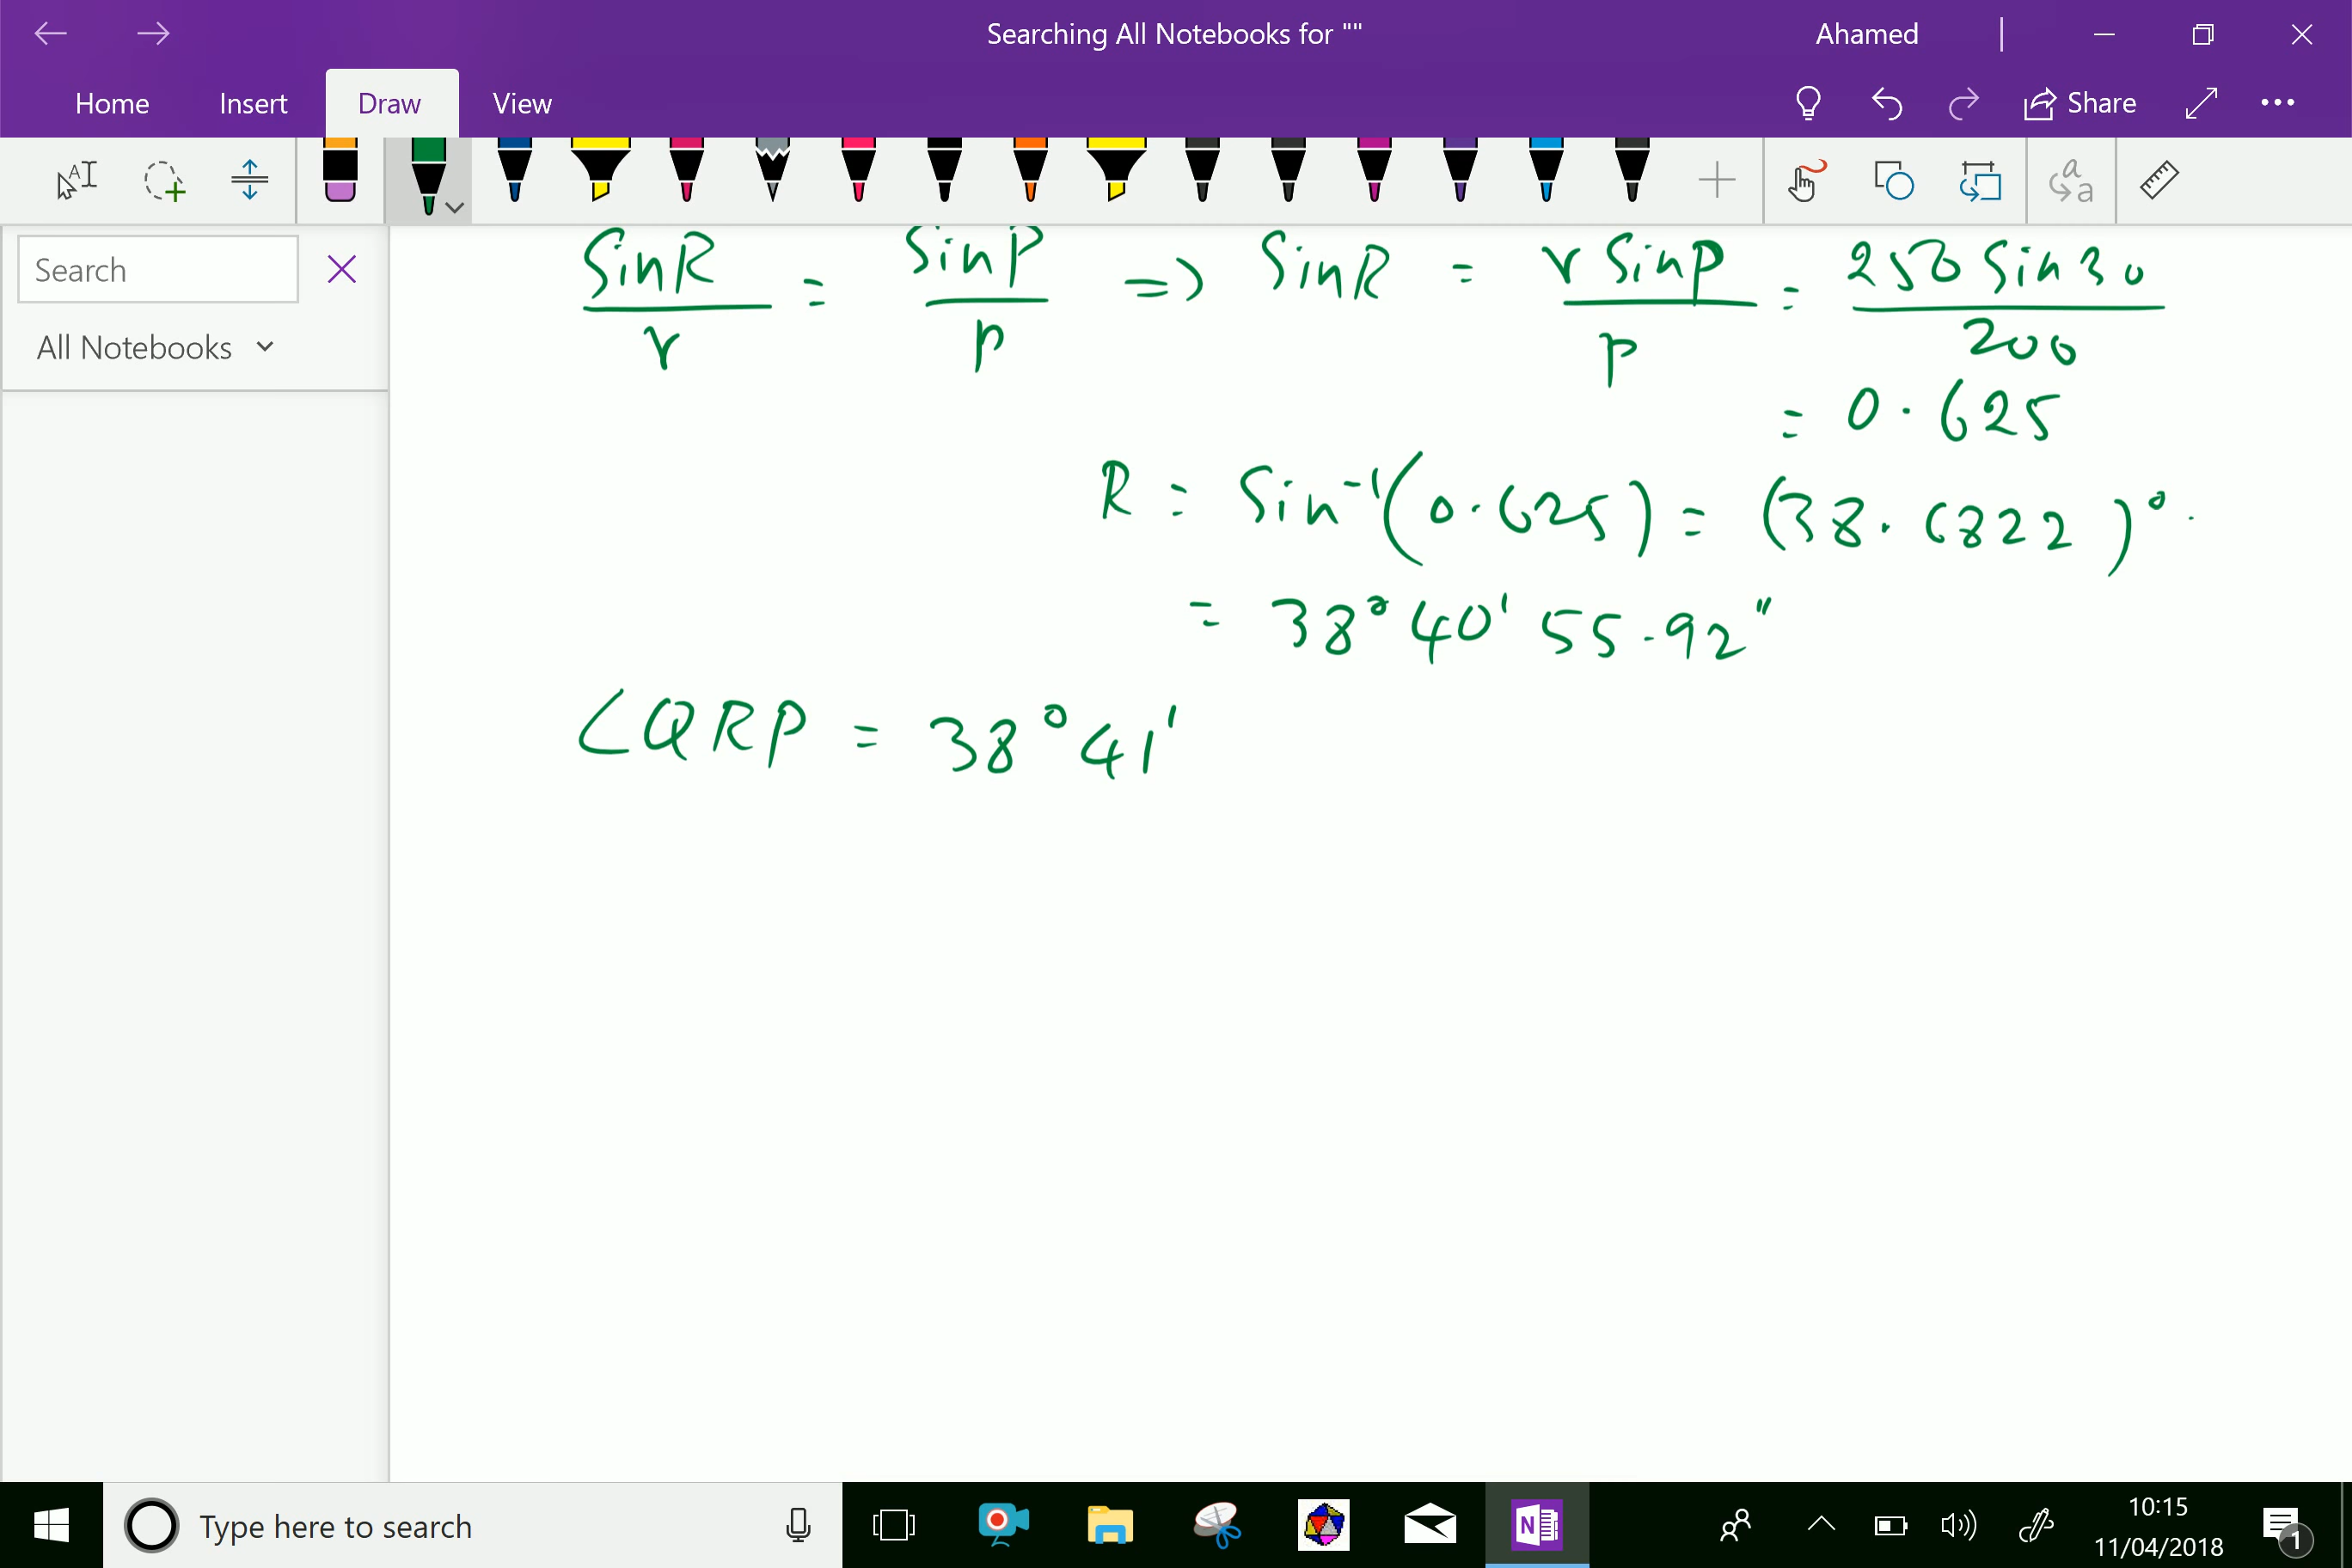 Searching All Notebooks for ""
Ahamed
Home Insert Draw View
Share
Search
All Notebooks
SinR / r = SinP / p => SinR = r SinP / p = 250 Sin30 / 200
= 0.625
R = Sin⁻¹(0.625) = (38.6822)°.
= 38° 40' 55.92"
∠QRP = 38° 41'
Type here to search
10:15
11/04/2018
1